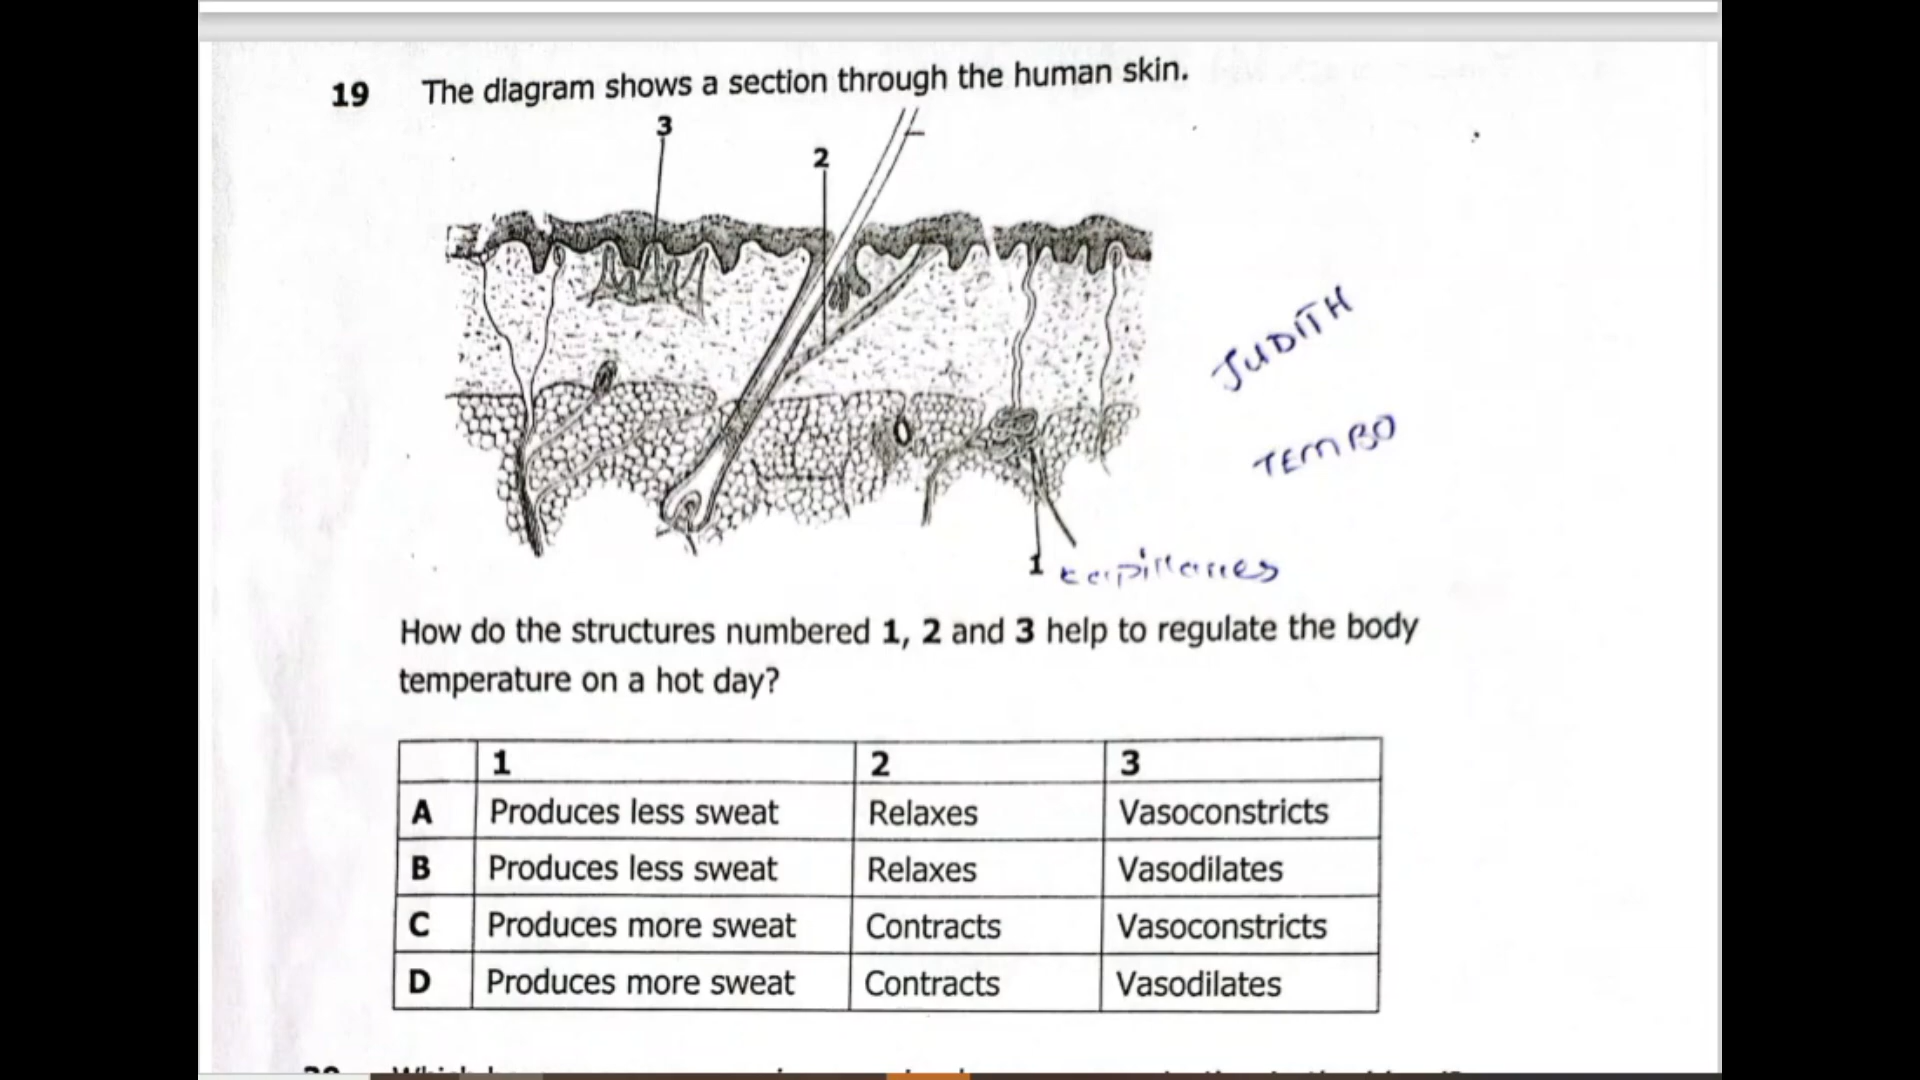 19 The diagram shows a section through the human skin.
3
2
JUDITH
TEMBO
1
How do the structures numbered 1, 2 and 3 help to regulate the body
temperature on a hot day?
1 2 3
A Produces less sweat Relaxes Vasoconstricts
B Produces less sweat Relaxes Vasodilates
C Produces more sweat Contracts Vasoconstricts
D Produces more sweat Contracts Vasodilates